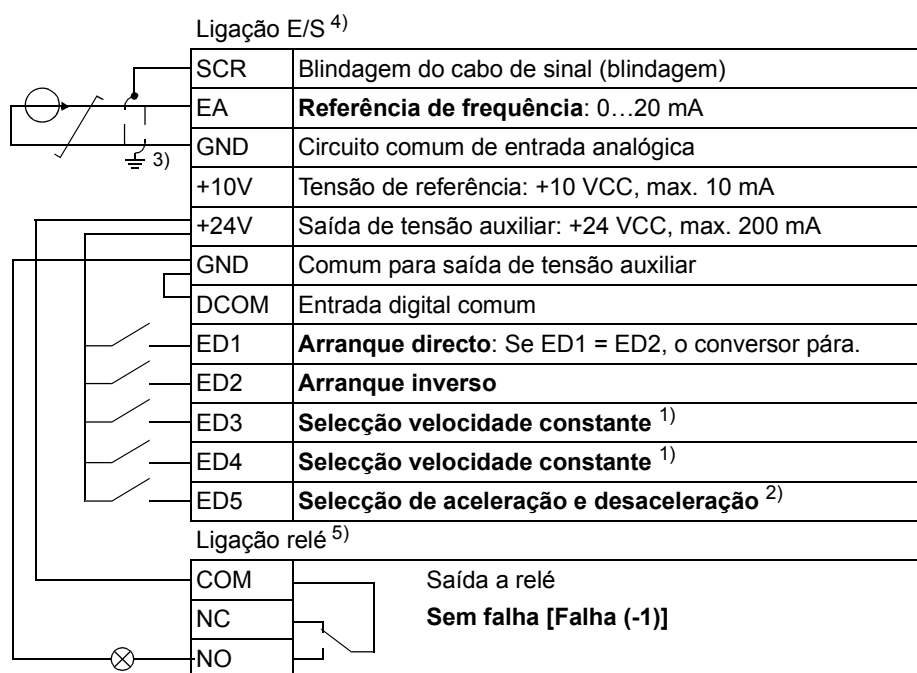 Ligação E/S 4)
SCR Blindagem do cabo de sinal (blindagem)
EA Referência de frequência: 0…20 mA
GND Circuito comum de entrada analógica
3)
+10V Tensão de referência: +10 VCC, max. 10 mA
+24V Saída de tensão auxiliar: +24 VCC, max. 200 mA
GND Comum para saída de tensão auxiliar
DCOM Entrada digital comum
ED1 Arranque directo: Se ED1 = ED2, o conversor pára.
ED2 Arranque inverso
ED3 Selecção velocidade constante 1)
ED4 Selecção velocidade constante 1)
ED5 Selecção de aceleração e desaceleração 2)
Ligação relé 5)
COM Saída a relé
NC Sem falha [Falha (-1)]
NO